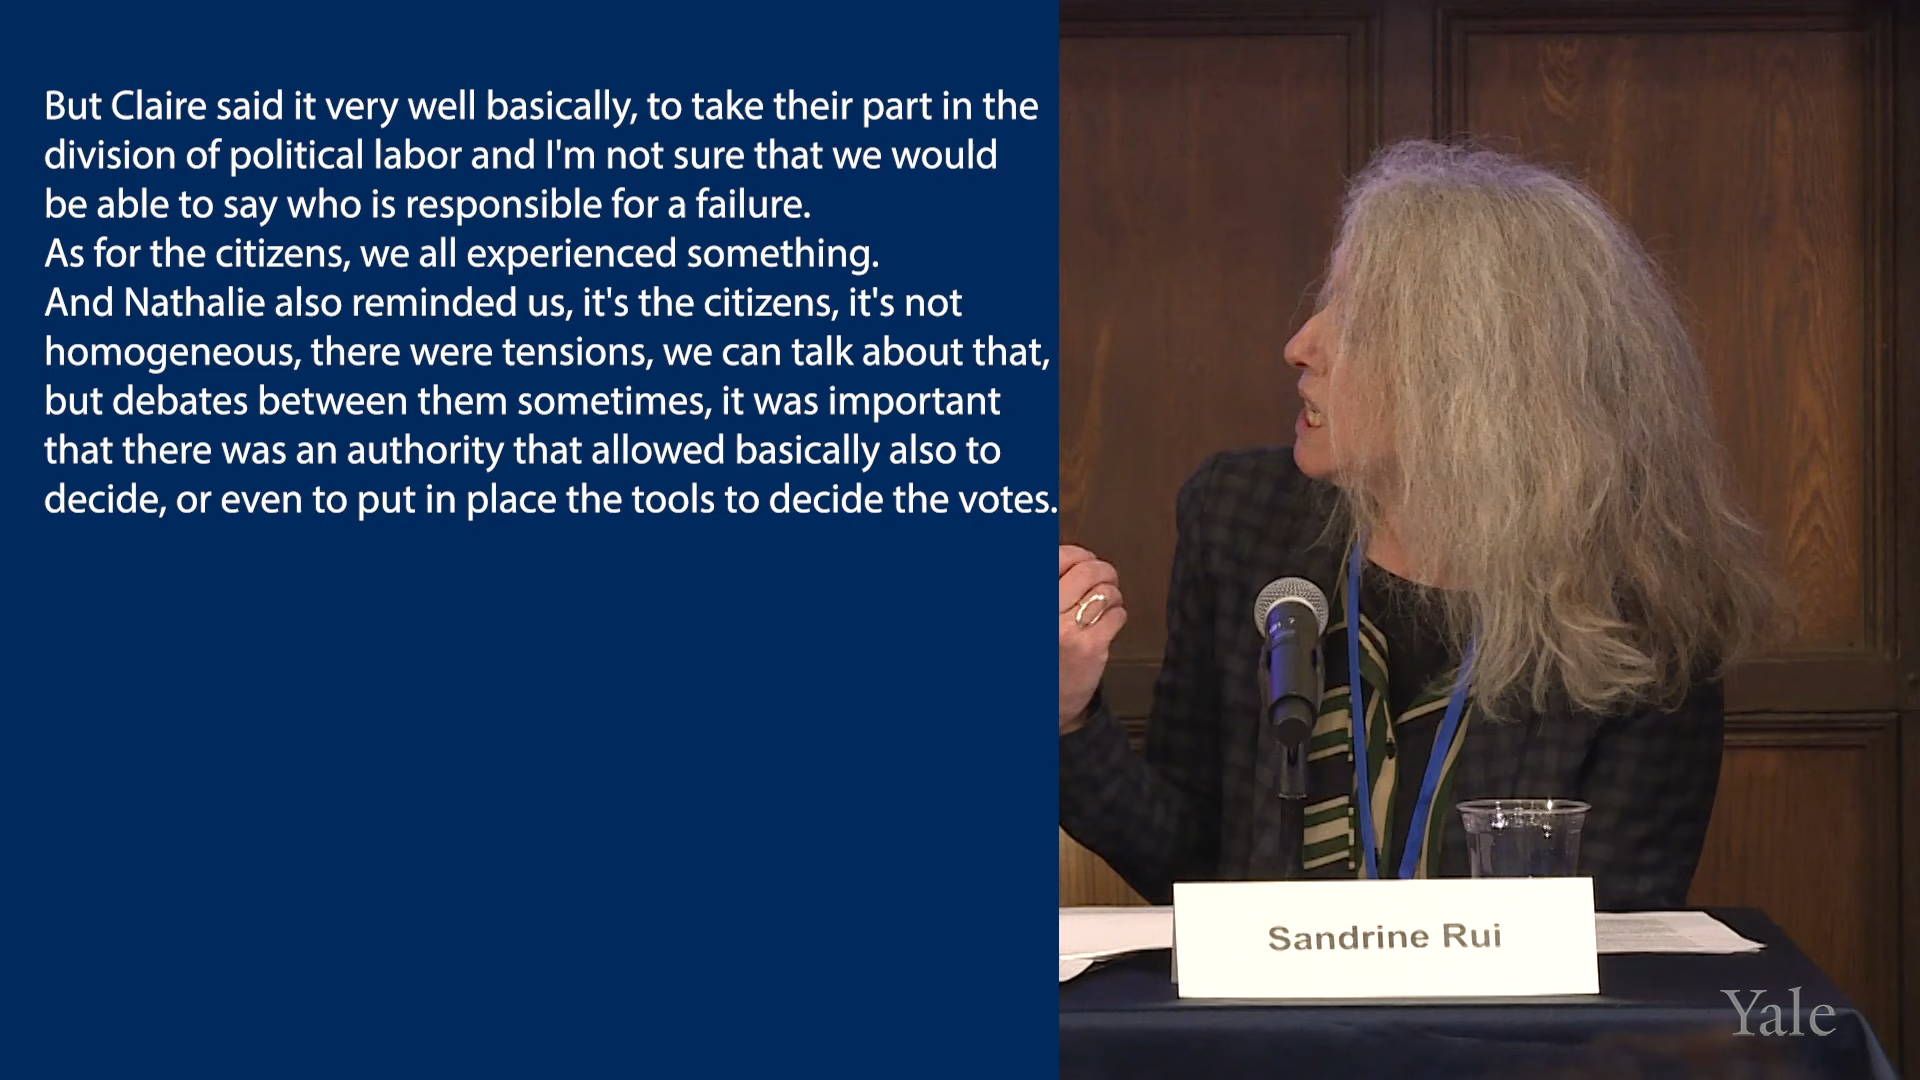 But Claire said it very well basically, to take their part in the
division of political labor and I'm not sure that we would
be able to say who is responsible for a failure.
As for the citizens, we all experienced something.
And Nathalie also reminded us, it's the citizens, it's not
homogeneous, there were tensions, we can talk about that,
but debates between them sometimes, it was important
that there was an authority that allowed basically also to
decide, or even to put in place the tools to decide the votes.
Sandrine Rui
Yale